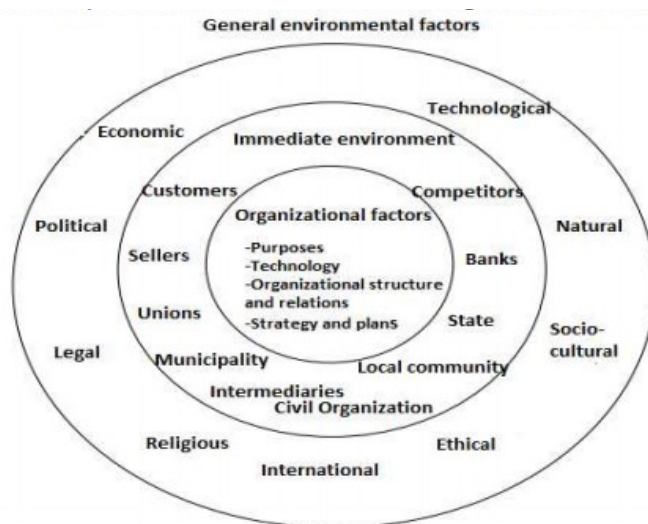 General environmental factors
Technological
Economic
Immediate environment
Customers
Competitors
Organizational factors
Political
Natural
-Purposes
Sellers
Banks
-Technology
-Organizational structure
and relations
Unions
-Strategy and plans
State
Socio-
cultural
Legal
Municipality
Local community
Intermediaries
Civil Organization
Religious
Ethical
International